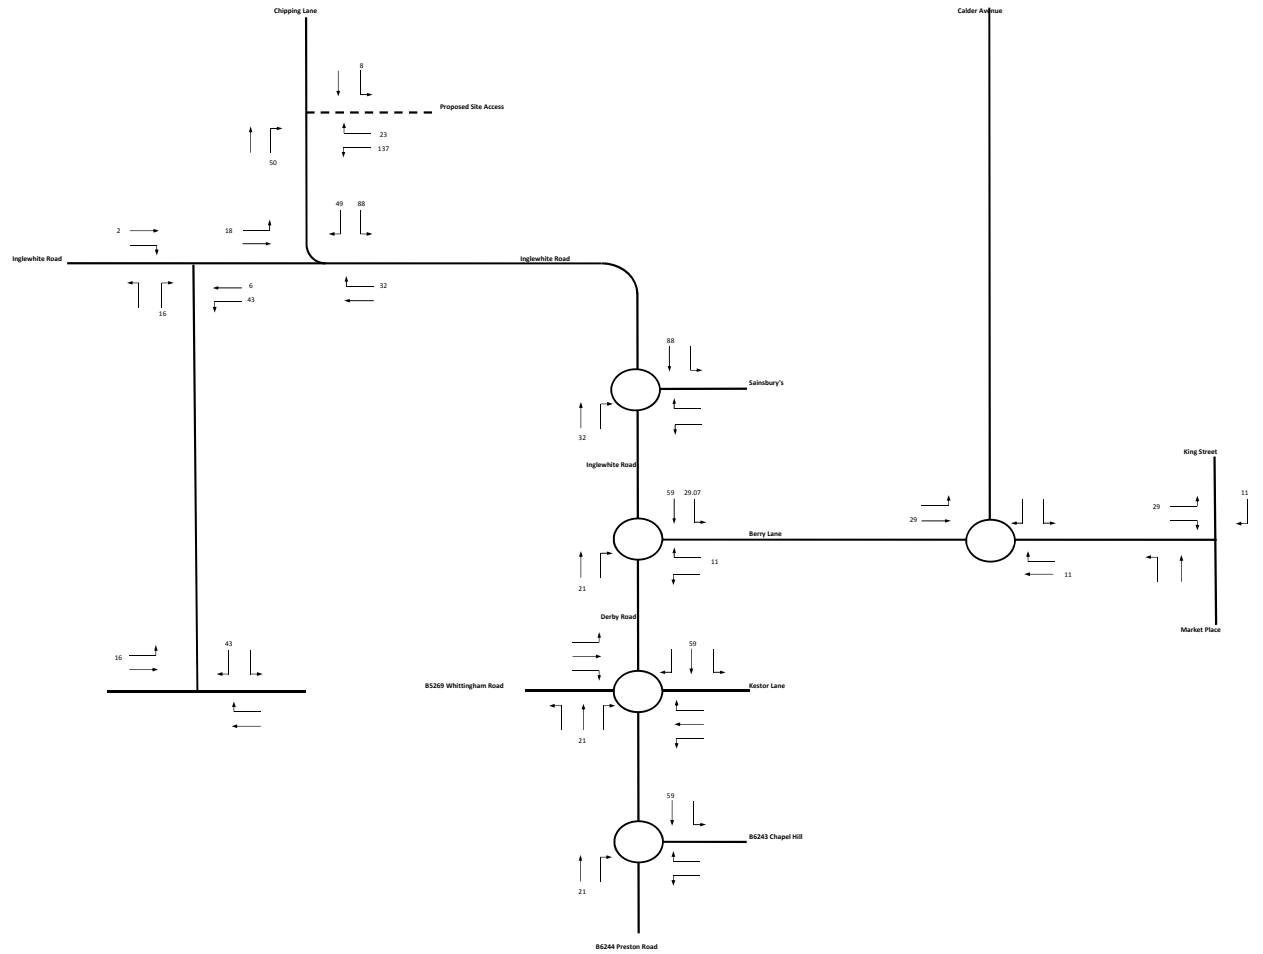 Chipping Lane
Calder Avenue
8
Proposed Site Access
23
137
50
49 88
2
18
Inglewhite Road
Inglewhite Road
6
43
32
16
88
Sainsbury's
32
King Street
Inglewhite Road
59 29.07
11
29
29
Berry Lane
11
11
21
Derby Road
Market Place
43
59
16
B5269 Whittingham Road
Kestor Lane
21
59
B6243 Chapel Hill
21
B6244 Preston Road